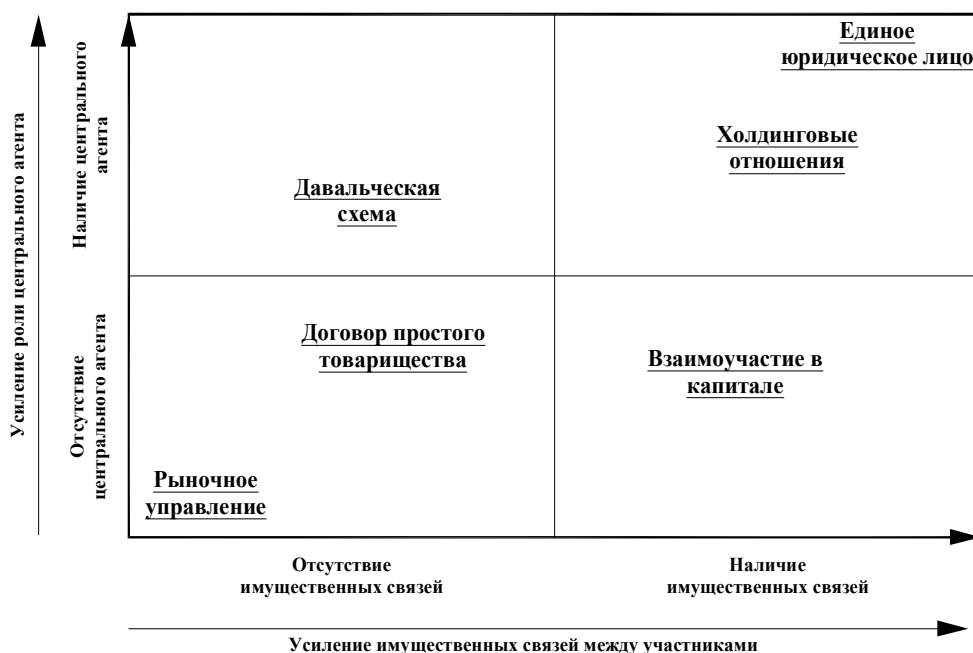 Усиление роли центрального агента
Наличие центрального
агента
Отсутствие
центрального агента
Единое
юридическое лицо
Холдинговые
отношения
Давальческая
схема
Договор простого
товарищества
Взаимоучастие в
капитале
Рыночное
управление
Отсутствие
имущественных связей
Наличие
имущественных связей
Усиление имущественных связей между участниками